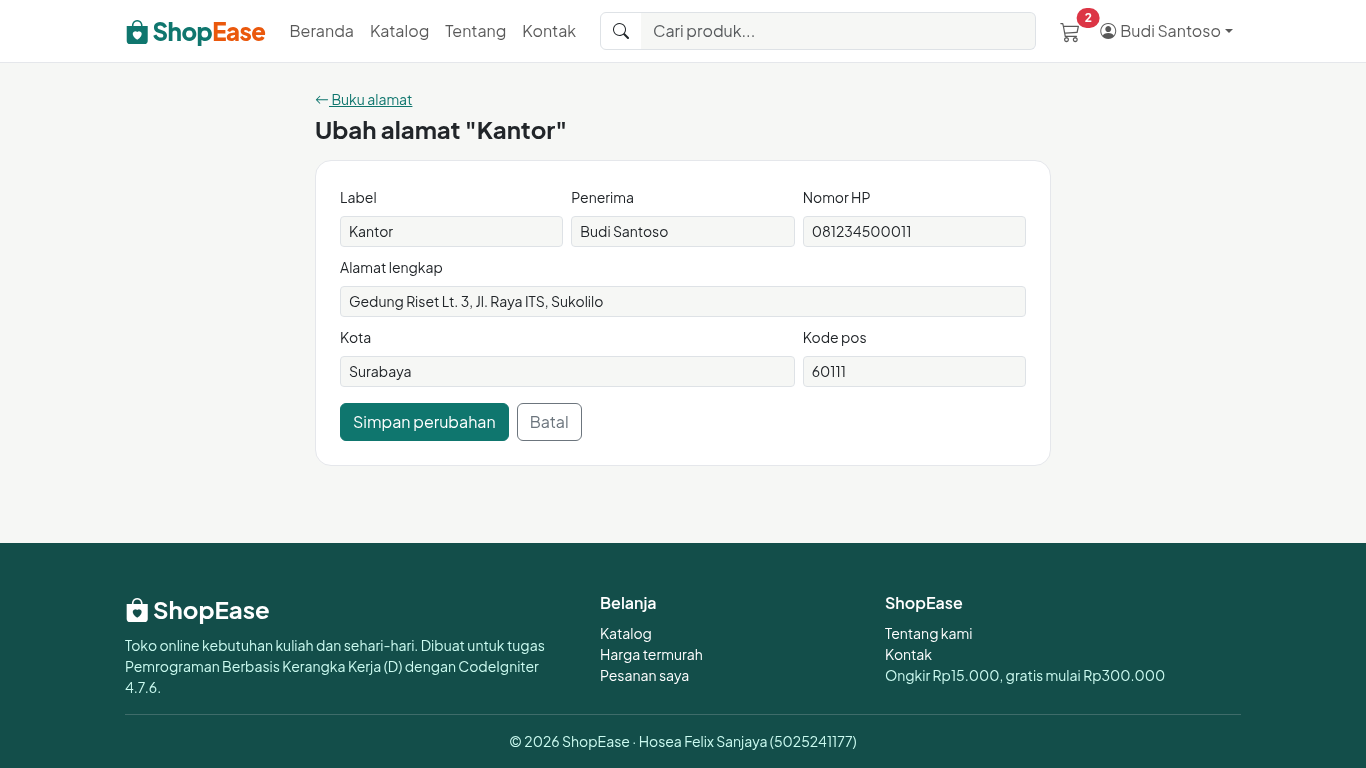 ShopEase
Beranda
Katalog
Tentang
Kontak
Cari produk...
2
Budi Santoso
← Buku alamat
Ubah alamat "Kantor"
Label
Penerima
Nomor HP
Kantor
Budi Santoso
081234500011
Alamat lengkap
Gedung Riset Lt. 3, Jl. Raya ITS, Sukolilo
Kota
Kode pos
Surabaya
60111
Simpan perubahan
Batal
ShopEase
Toko online kebutuhan kuliah dan sehari-hari. Dibuat untuk tugas
Pemrograman Berbasis Kerangka Kerja (D) dengan CodeIgniter
4.7.6.
Belanja
Katalog
Harga termurah
Pesanan saya
ShopEase
Tentang kami
Kontak
Ongkir Rp15.000, gratis mulai Rp300.000
© 2026 ShopEase · Hosea Felix Sanjaya (5025241177)